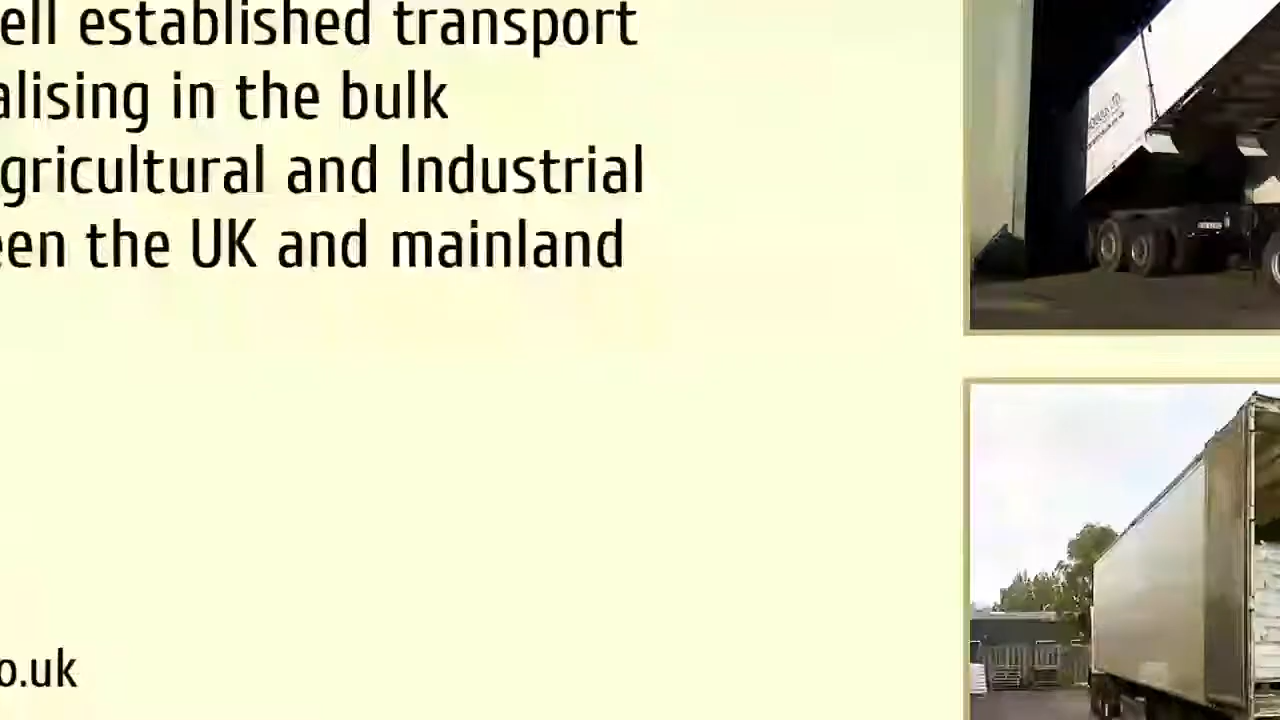 ell established transport
alising in the bulk
gricultural and Industrial
een the UK and mainland
o.uk